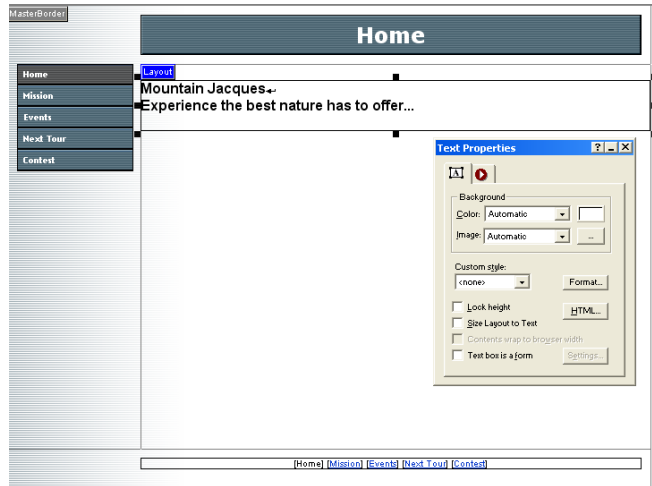 MasterBorder
Home
Home
Mission
Events
Next Tour
Contest
Layout
Mountain Jacques↵
Experience the best nature has to offer...
Text Properties
Background
Color: Automatic
Image: Automatic ...
Custom style:
<none> Format...
Lock height HTML...
Size Layout to Text
Contents wrap to browser width
Text box is a form Settings...
[Home] [Mission] [Events] [Next Tour] [Contest]